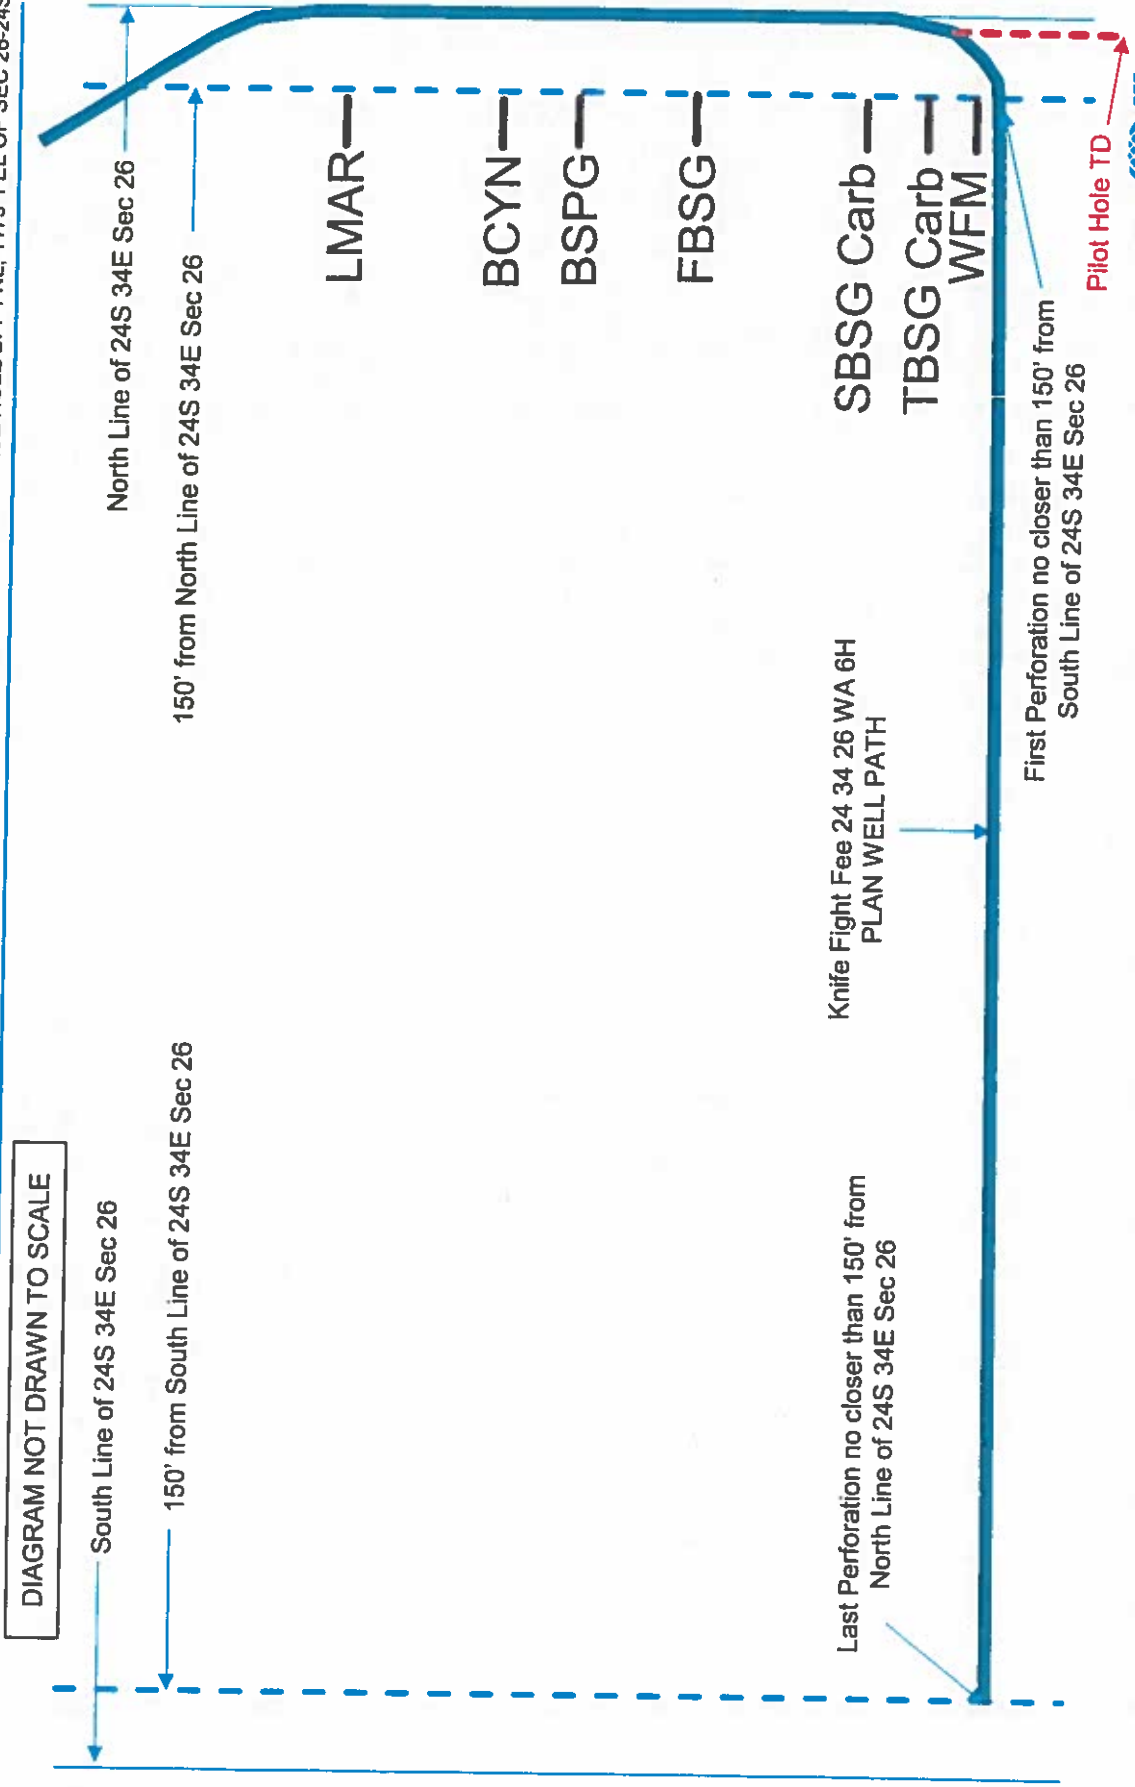 DIAGRAM NOT DRAWN TO SCALE
South Line of 24S 34E Sec 26
150' from South Line of 24S 34E Sec 26
North Line of 24S 34E Sec 26
150' from North Line of 24S 34E Sec 26
LMAR
BCYN
BSPG
FBSG
SBSG Carb
TBSG Carb
WFM
Knife Fight Fee 24 34 26 WA 6H
PLAN WELL PATH
Last Perforation no closer than 150' from
North Line of 24S 34E Sec 26
First Perforation no closer than 150' from
South Line of 24S 34E Sec 26
Pilot Hole TD